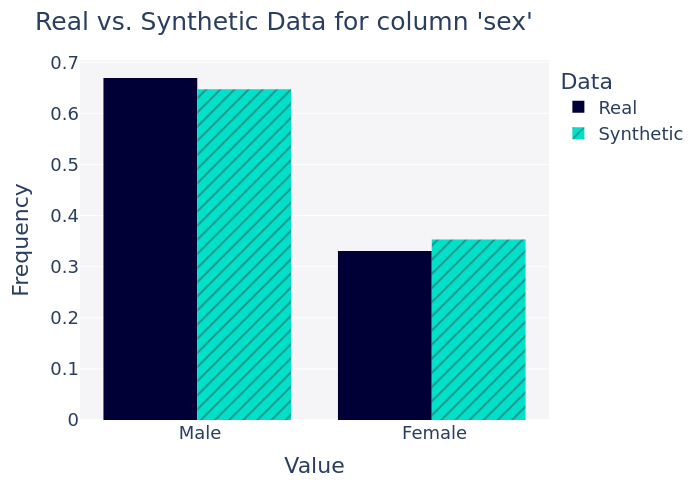 Real vs. Synthetic Data for column 'sex'
Data
Real
Synthetic
Frequency
0.7
0.6
0.5
0.4
0.3
0.2
0.1
0
Male
Female
Value